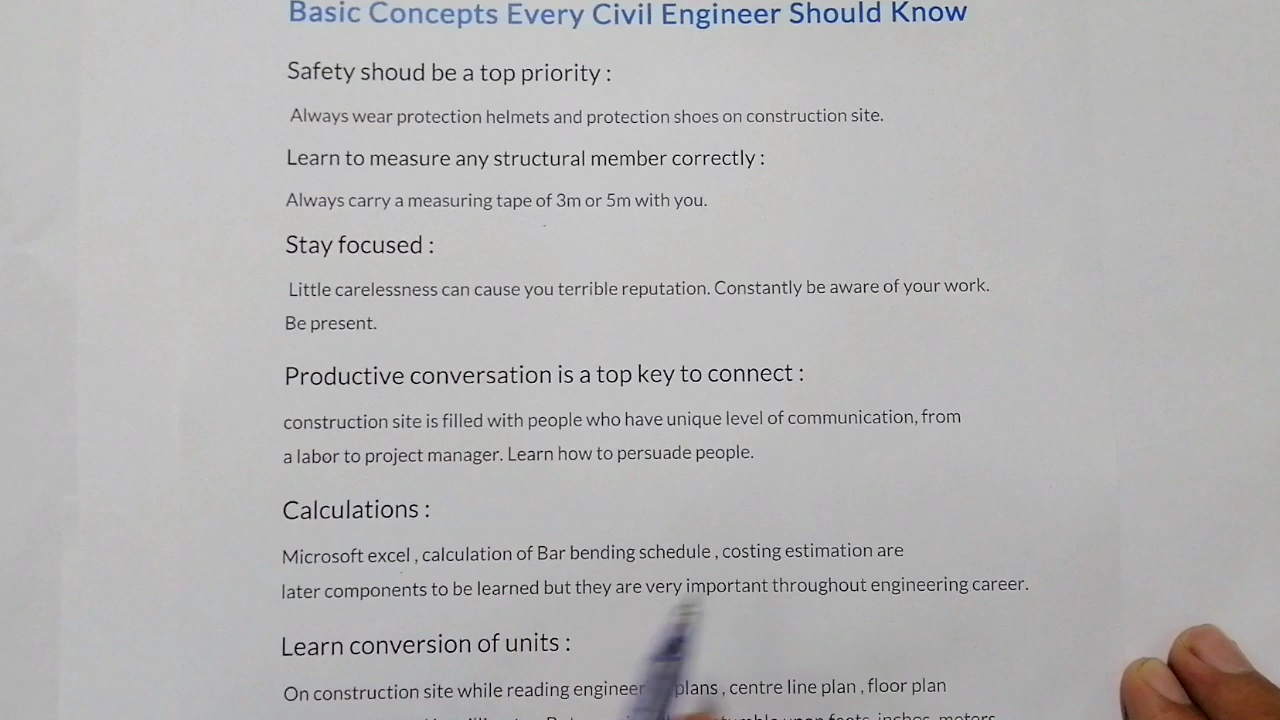 Basic Concepts Every Civil Engineer Should Know
Safety shoud be a top priority :
Always wear protection helmets and protection shoes on construction site.
Learn to measure any structural member correctly :
Always carry a measuring tape of 3m or 5m with you.
Stay focused :
Little carelessness can cause you terrible reputation. Constantly be aware of your work.
Be present.
Productive conversation is a top key to connect :
construction site is filled with people who have unique level of communication, from
a labor to project manager. Learn how to persuade people.
Calculations :
Microsoft excel , calculation of Bar bending schedule , costing estimation are
later components to be learned but they are very important throughout engineering career.
Learn conversion of units :
On construction site while reading engineer plans , centre line plan , floor plan
upon feets, inches, meters